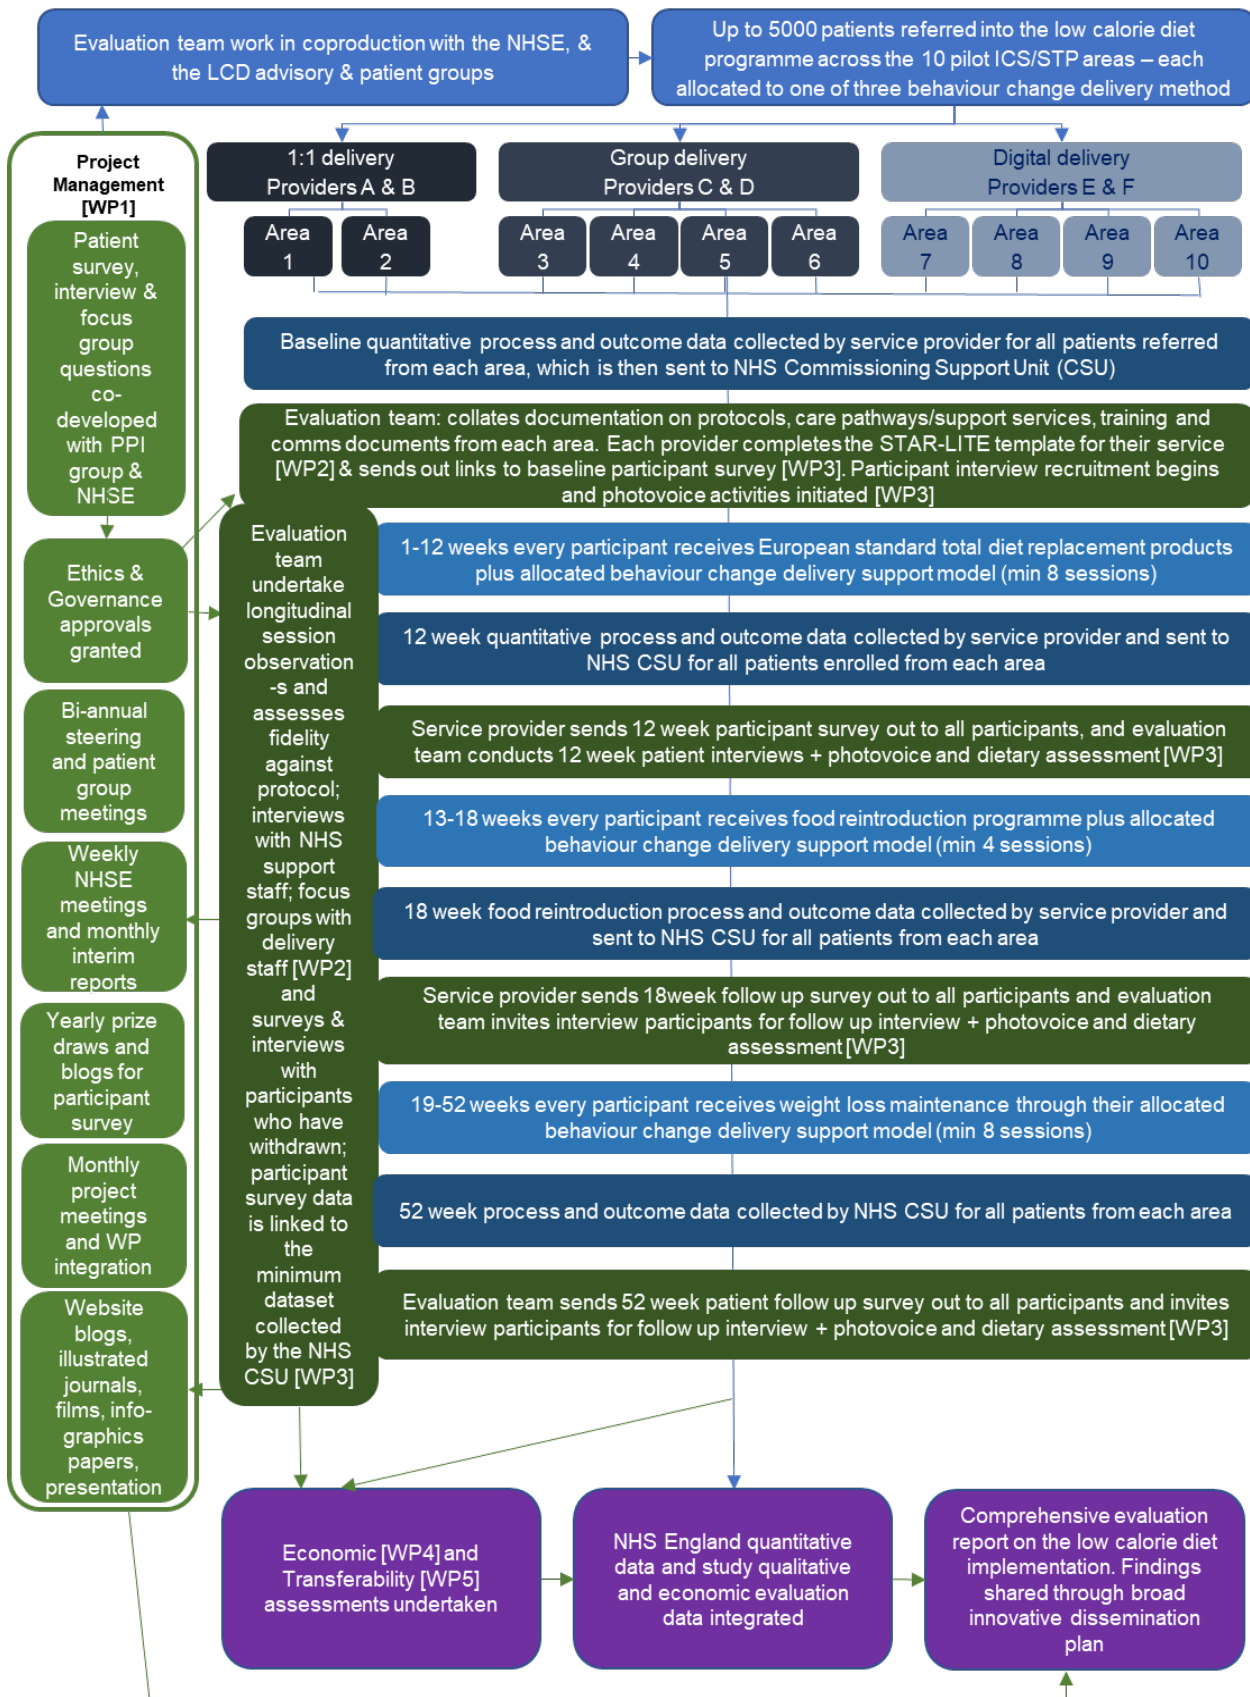 Evaluation team work in coproduction with the NHSE, &
the LCD advisory & patient groups
Up to 5000 patients referred into the low calorie diet
programme across the 10 pilot ICS/STP areas – each
allocated to one of three behaviour change delivery method
Project
Management
[WP1]
Patient
survey,
interview &
focus
group
questions
co-
developed
with PPI
group &
NHSE
Ethics &
Governance
approvals
granted
Bi-annual
steering
and patient
group
meetings
Weekly
NHSE
meetings
and monthly
interim
reports
Yearly prize
draws and
blogs for
participant
survey
Monthly
project
meetings
and WP
integration
Website
blogs,
illustrated
journals,
films, info-
graphics
papers,
presentation
1:1 delivery
Providers A & B
Group delivery
Providers C & D
Digital delivery
Providers E & F
Area
1
Area
2
Area
3
Area
4
Area
5
Area
6
Area
7
Area
8
Area
9
Area
10
Baseline quantitative process and outcome data collected by service provider for all patients referred
from each area, which is then sent to NHS Commissioning Support Unit (CSU)
Evaluation team: collates documentation on protocols, care pathways/support services, training and
comms documents from each area. Each provider completes the STAR-LITE template for their service
[WP2] & sends out links to baseline participant survey [WP3]. Participant interview recruitment begins
and photovoice activities initiated [WP3]
Evaluation
team
undertake
longitudinal
session
observation
-s and
assesses
fidelity
against
protocol;
interviews
with NHS
support
staff; focus
groups with
delivery
staff [WP2]
and
surveys &
interviews
with
participants
who have
withdrawn;
participant
survey data
is linked to
the
minimum
dataset
collected
by the NHS
CSU [WP3]
1-12 weeks every participant receives European standard total diet replacement products
plus allocated behaviour change delivery support model (min 8 sessions)
12 week quantitative process and outcome data collected by service provider and sent to
NHS CSU for all patients enrolled from each area
Service provider sends 12 week participant survey out to all participants, and evaluation
team conducts 12 week patient interviews + photovoice and dietary assessment [WP3]
13-18 weeks every participant receives food reintroduction programme plus allocated
behaviour change delivery support model (min 4 sessions)
18 week food reintroduction process and outcome data collected by service provider and
sent to NHS CSU for all patients from each area
Service provider sends 18week follow up survey out to all participants and evaluation
team invites interview participants for follow up interview + photovoice and dietary
assessment [WP3]
19-52 weeks every participant receives weight loss maintenance through their allocated
behaviour change delivery support model (min 8 sessions)
52 week process and outcome data collected by NHS CSU for all patients from each area
Evaluation team sends 52 week patient follow up survey out to all participants and invites
interview participants for follow up interview + photovoice and dietary assessment [WP3]
Economic [WP4] and
Transferability [WP5]
assessments undertaken
NHS England quantitative
data and study qualitative
and economic evaluation
data integrated
Comprehensive evaluation
report on the low calorie diet
implementation. Findings
shared through broad
innovative dissemination
plan